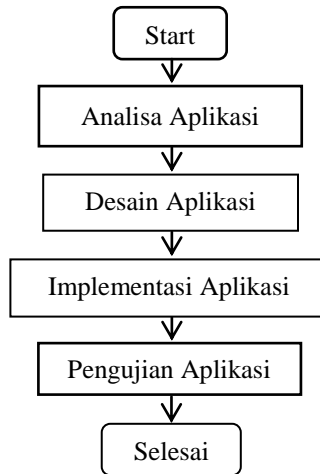 Start
Analisa Aplikasi
Desain Aplikasi
Implementasi Aplikasi
Pengujian Aplikasi
Selesai